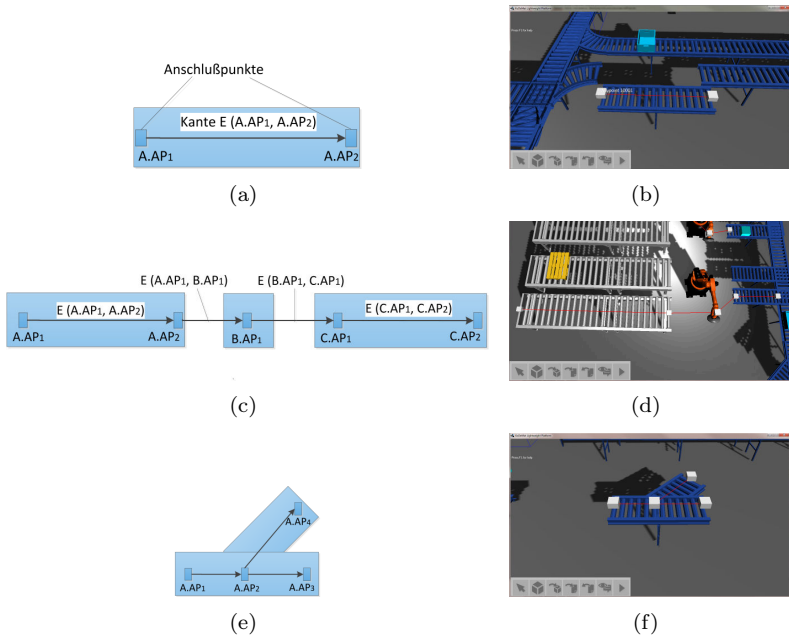 Anschlußpunkte
Kante E (A.AP1, A.AP2)
A.AP1
A.AP2
(a)
(b)
E (A.AP1, B.AP1)
E (B.AP1, C.AP1)
E (A.AP1, A.AP2)
E (C.AP1, C.AP2)
A.AP1
A.AP2
B.AP1
C.AP1
C.AP2
(c)
(d)
A.AP4
A.AP1
A.AP2
A.AP3
(e)
(f)